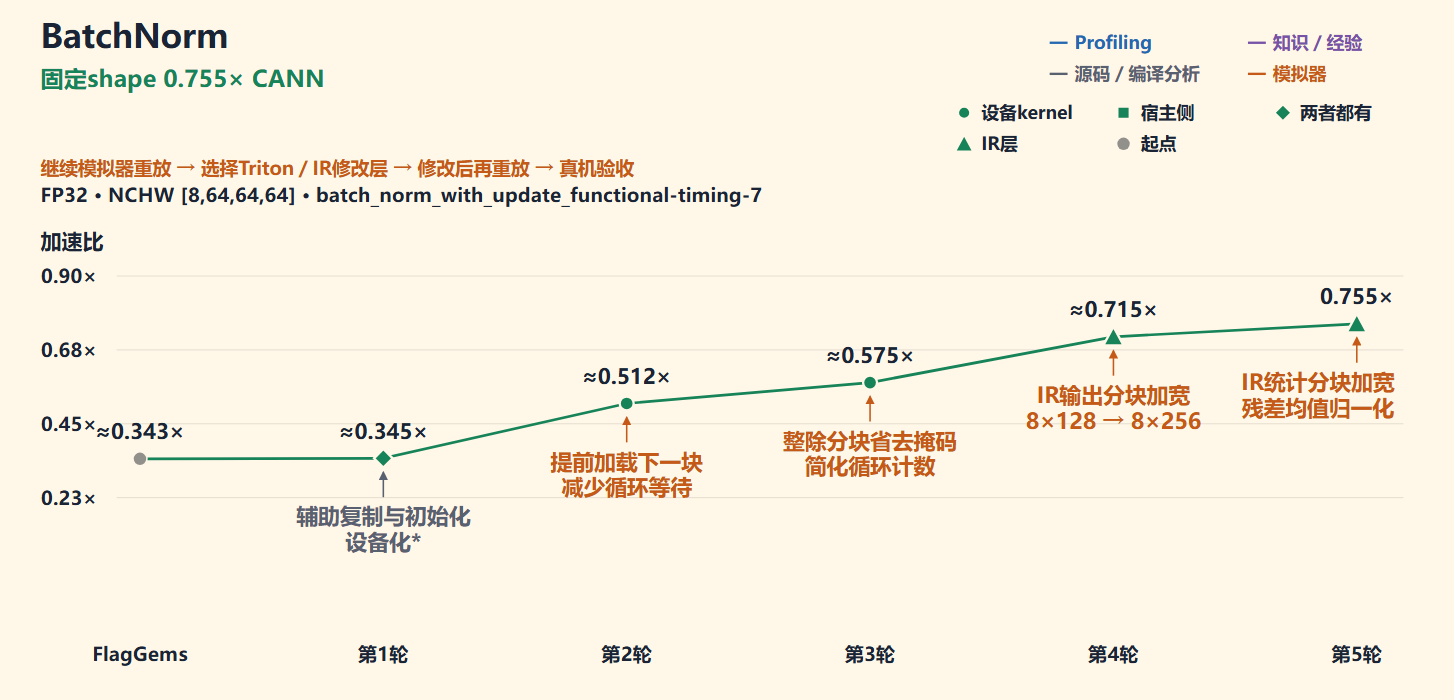 BatchNorm
固定shape 0.755× CANN
— Profiling
— 知识 / 经验
— 源码 / 编译分析
— 模拟器
设备kernel
宿主侧
两者都有
IR层
起点
继续模拟器重放 → 选择Triton / IR修改层 → 修改后再重放 → 真机验收
FP32 • NCHW [8,64,64,64] • batch_norm_with_update_functional-timing-7
加速比
0.90×
0.68×
0.45×
0.23×
≈0.343×
≈0.345×
辅助复制与初始化
设备化*
≈0.512×
提前加载下一块
减少循环等待
≈0.575×
整除分块省去掩码
简化循环计数
≈0.715×
IR输出分块加宽
8×128 → 8×256
0.755×
IR统计分块加宽
残差均值归一化
FlagGems
第1轮
第2轮
第3轮
第4轮
第5轮